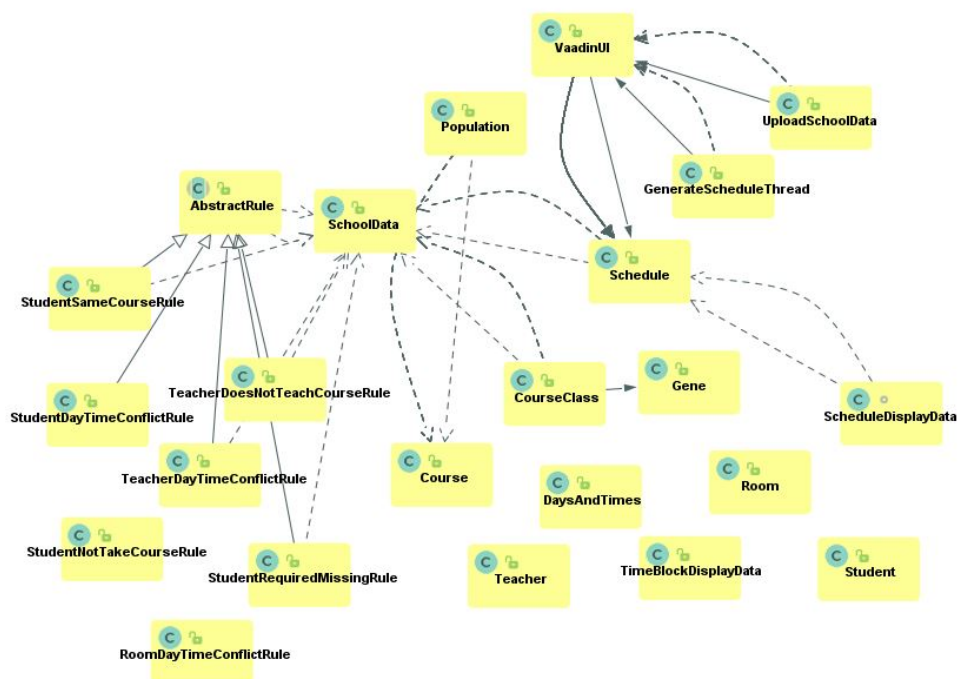 C
VaadinUI
C
UploadSchoolData
C
Population
C
GenerateScheduleThread
C
AbstractRule
C
SchoolData
C
Schedule
C
StudentSameCourseRule
C
TeacherDoesNotTeachCourseRule
C
CourseClass
C
Gene
C
StudentDayTimeConflictRule
C
ScheduleDisplayData
C
TeacherDayTimeConflictRule
C
Course
C
DaysAndTimes
C
Room
C
StudentNotTakeCourseRule
C
StudentRequiredMissingRule
C
Teacher
C
TimeBlockDisplayData
C
Student
C
RoomDayTimeConflictRule